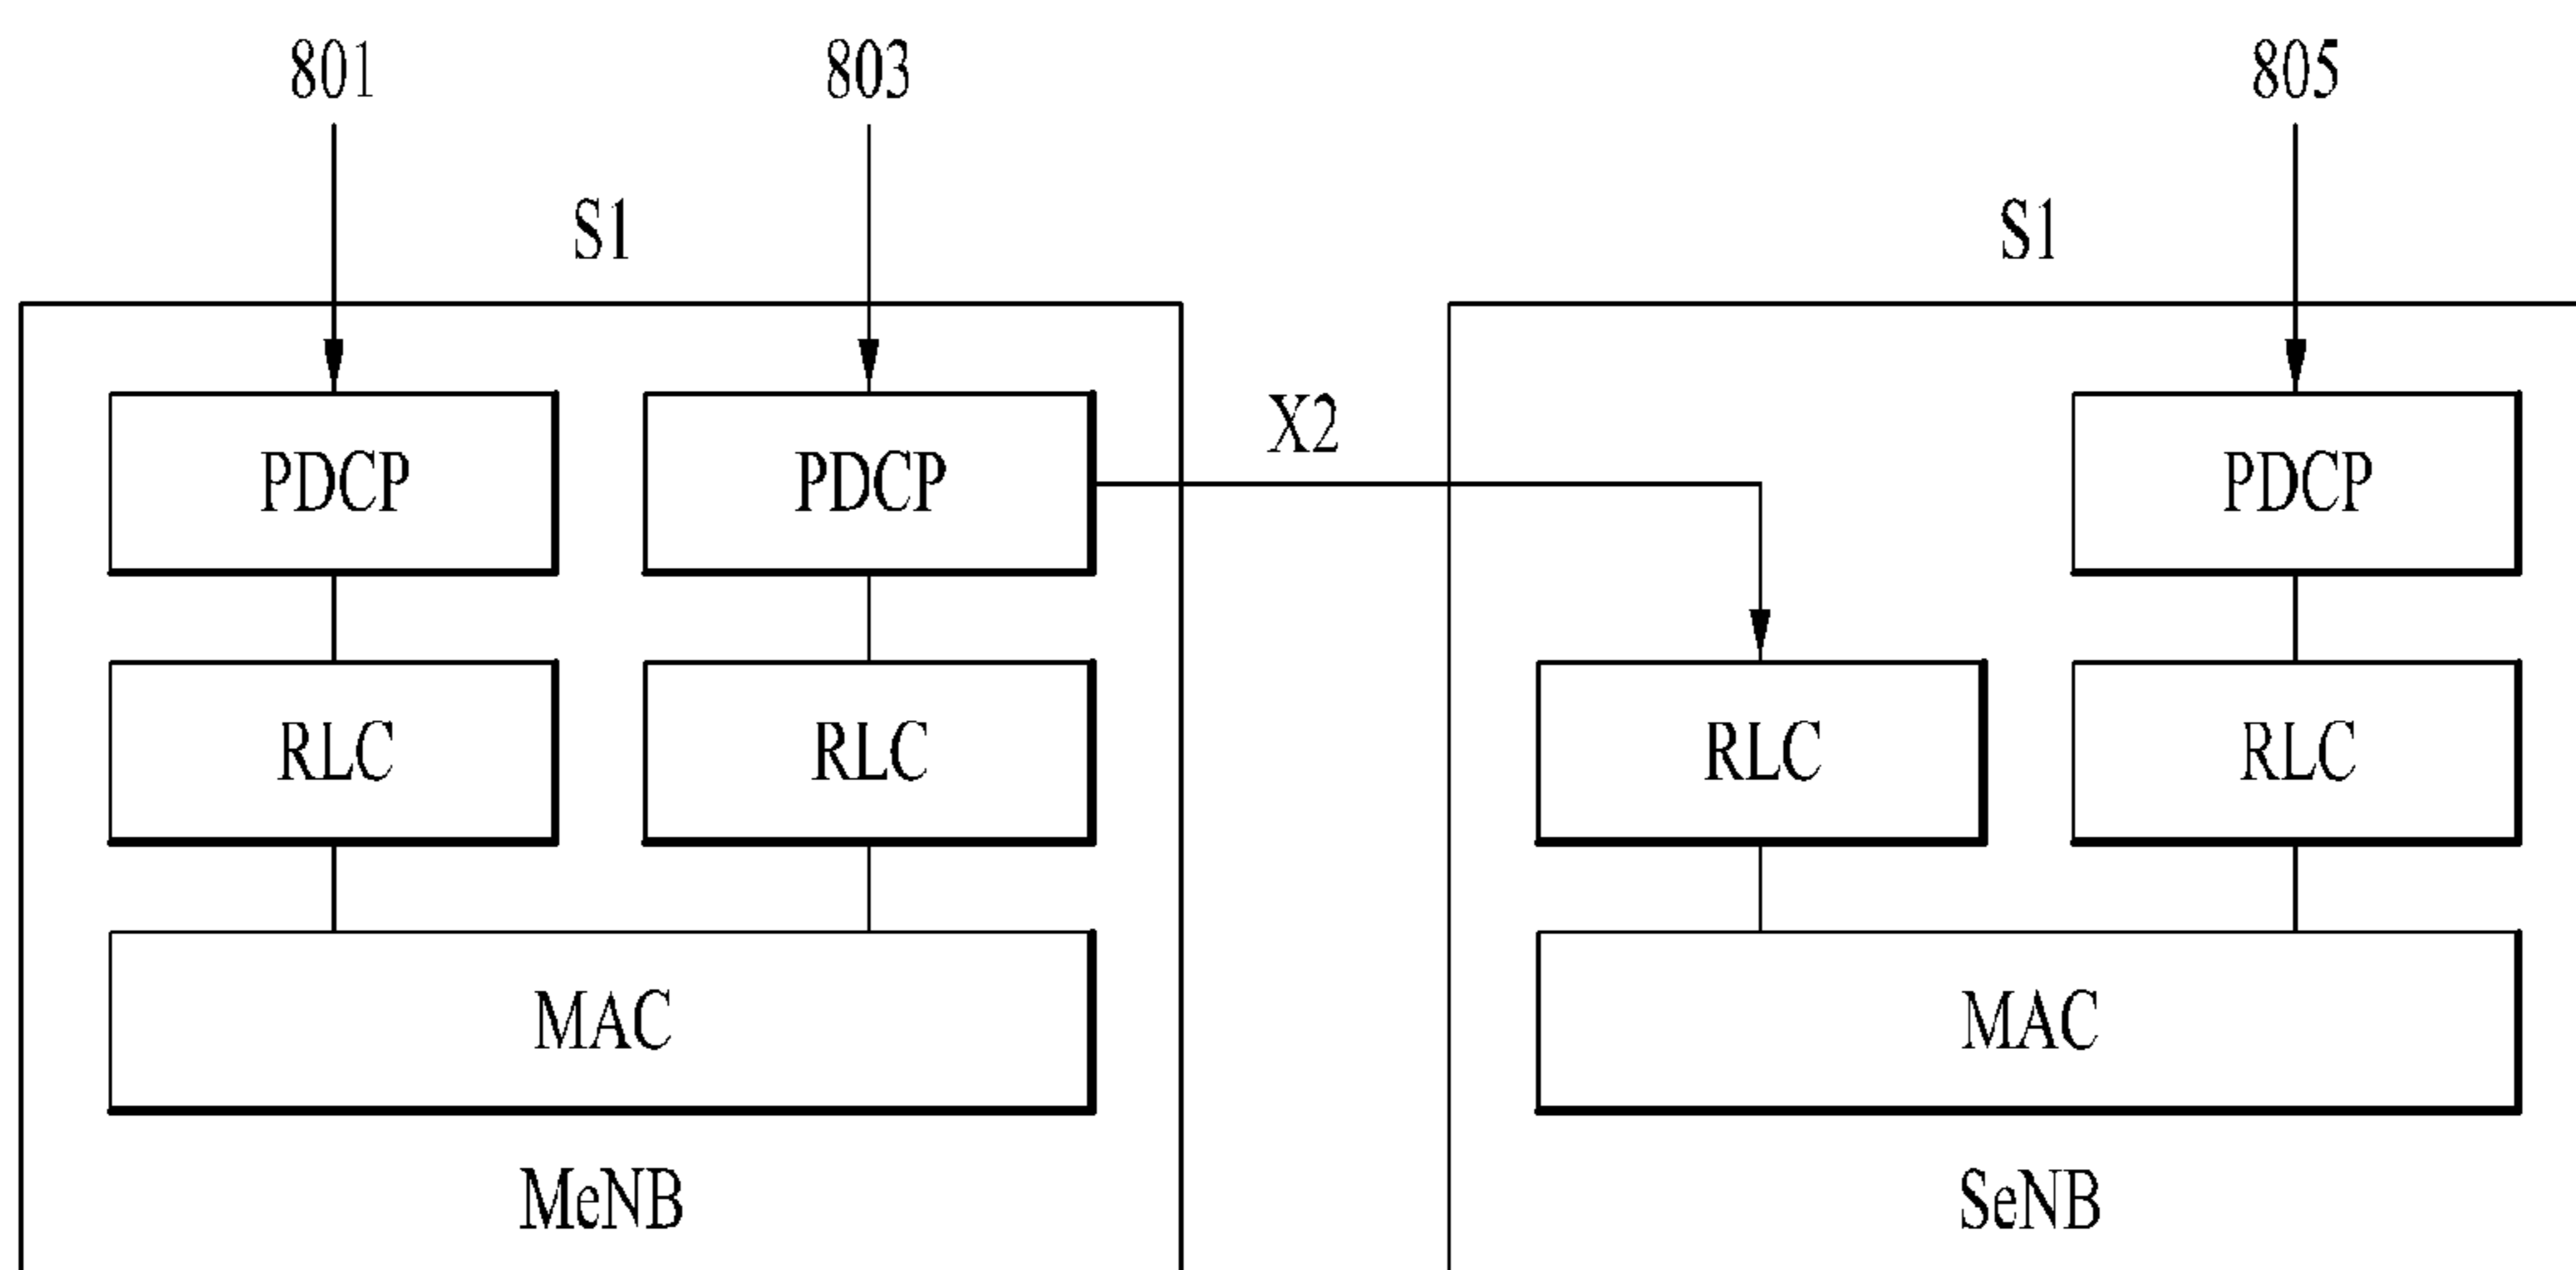 801 803 805
S1 S1
X2
PDCP PDCP PDCP
RLC RLC RLC RLC
MAC MAC
MeNB SeNB